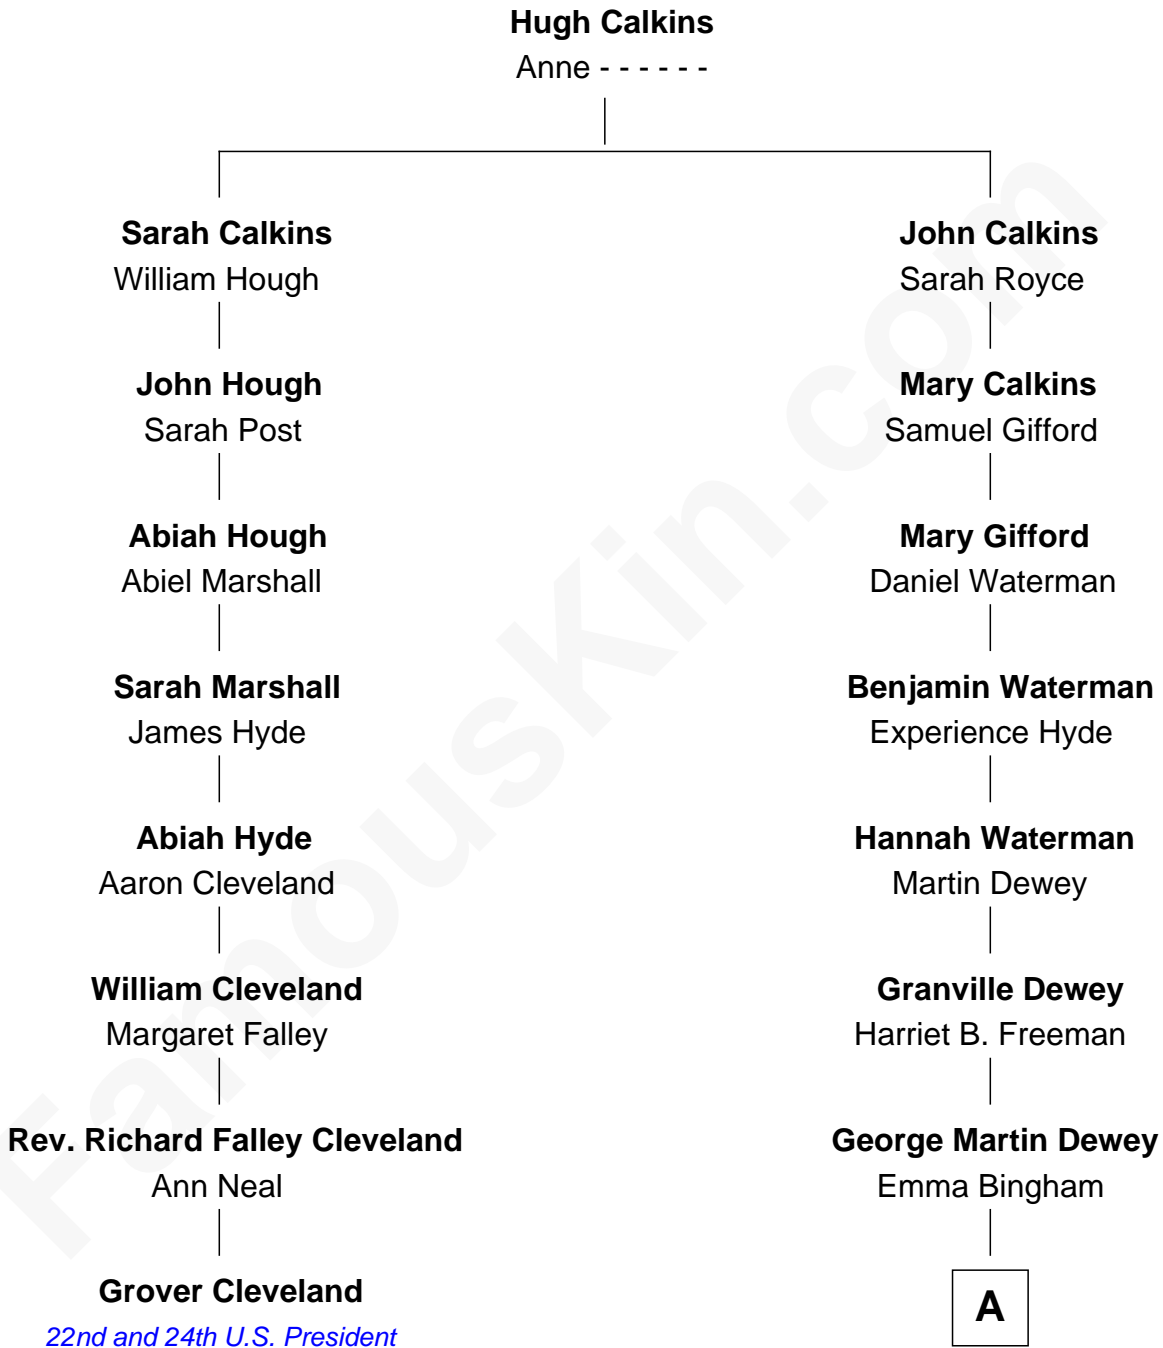 Hugh Calkins
Anne - - - - - -
Sarah Calkins
William Hough
John Calkins
Sarah Royce
John Hough
Sarah Post
Mary Calkins
Samuel Gifford
Abiah Hough
Abiel Marshall
Mary Gifford
Daniel Waterman
Sarah Marshall
James Hyde
Benjamin Waterman
Experience Hyde
Abiah Hyde
Aaron Cleveland
Hannah Waterman
Martin Dewey
William Cleveland
Margaret Falley
Granville Dewey
Harriet B. Freeman
Rev. Richard Falley Cleveland
Ann Neal
George Martin Dewey
Emma Bingham
Grover Cleveland
22nd and 24th U.S. President
A
FamousKin.com